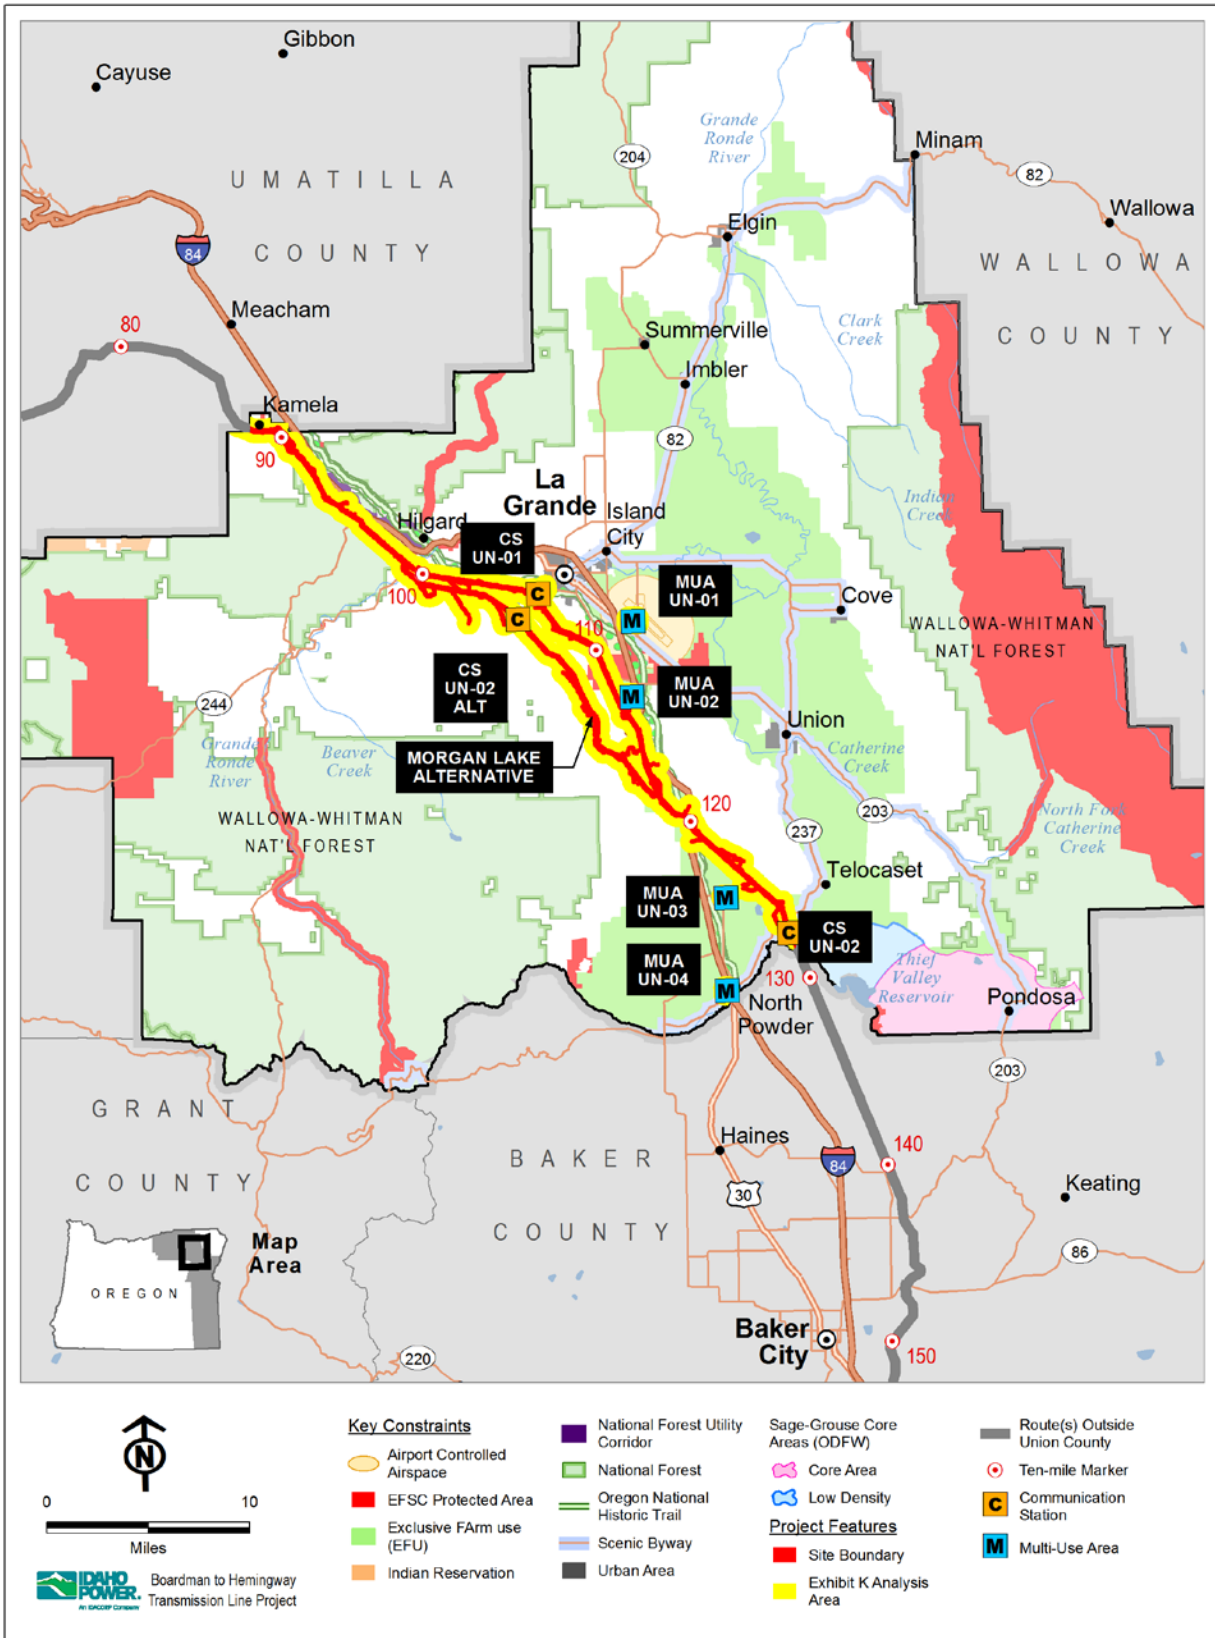 Gibbon
Cayuse
Grande
Ronde
River
204
Minam
82
UMATILLA
Wallowa
Elgin
COUNTY
84
WALLOWA
Meacham
80
Clark
Creek
COUNTY
Summerville
Imbler
Kamela
82
90
La
Grande
Indian
Creek
Island
City
Hilgard
CS
UN-01
MUA
UN-01
100
C
Cove
C
M
110
WALLOWA-WHITMAN
NAT'L FOREST
CS
UN-02
ALT
MUA
UN-02
M
244
Union
Grande
Ronde
River
Beaver
Creek
MORGAN LAKE
ALTERNATIVE
Catherine
Creek
120
203
North Fork
Catherine
Creek
WALLOWA-WHITMAN
NAT'L FOREST
237
Telocaset
MUA
UN-03
M
C
CS
UN-02
MUA
UN-04
130
Thief
Valley
Reservoir
M
North
Powder
Pondosa
203
GRANT
Haines
140
BAKER
84
COUNTY
30
Keating
COUNTY
Map
Area
86
OREGON
Baker
City
150
220
N
0 10
Miles
IDAHO
POWER.
An IDACORP Company
Boardman to Hemingway
Transmission Line Project
Key Constraints
Airport Controlled
Airspace
EFSC Protected Area
Exclusive FArm use
(EFU)
Indian Reservation
National Forest Utility
Corridor
National Forest
Oregon National
Historic Trail
Scenic Byway
Urban Area
Sage-Grouse Core
Areas (ODFW)
Core Area
Low Density
Project Features
Site Boundary
Exhibit K Analysis
Area
Route(s) Outside
Union County
Ten-mile Marker
C
Communication
Station
M
Multi-Use Area